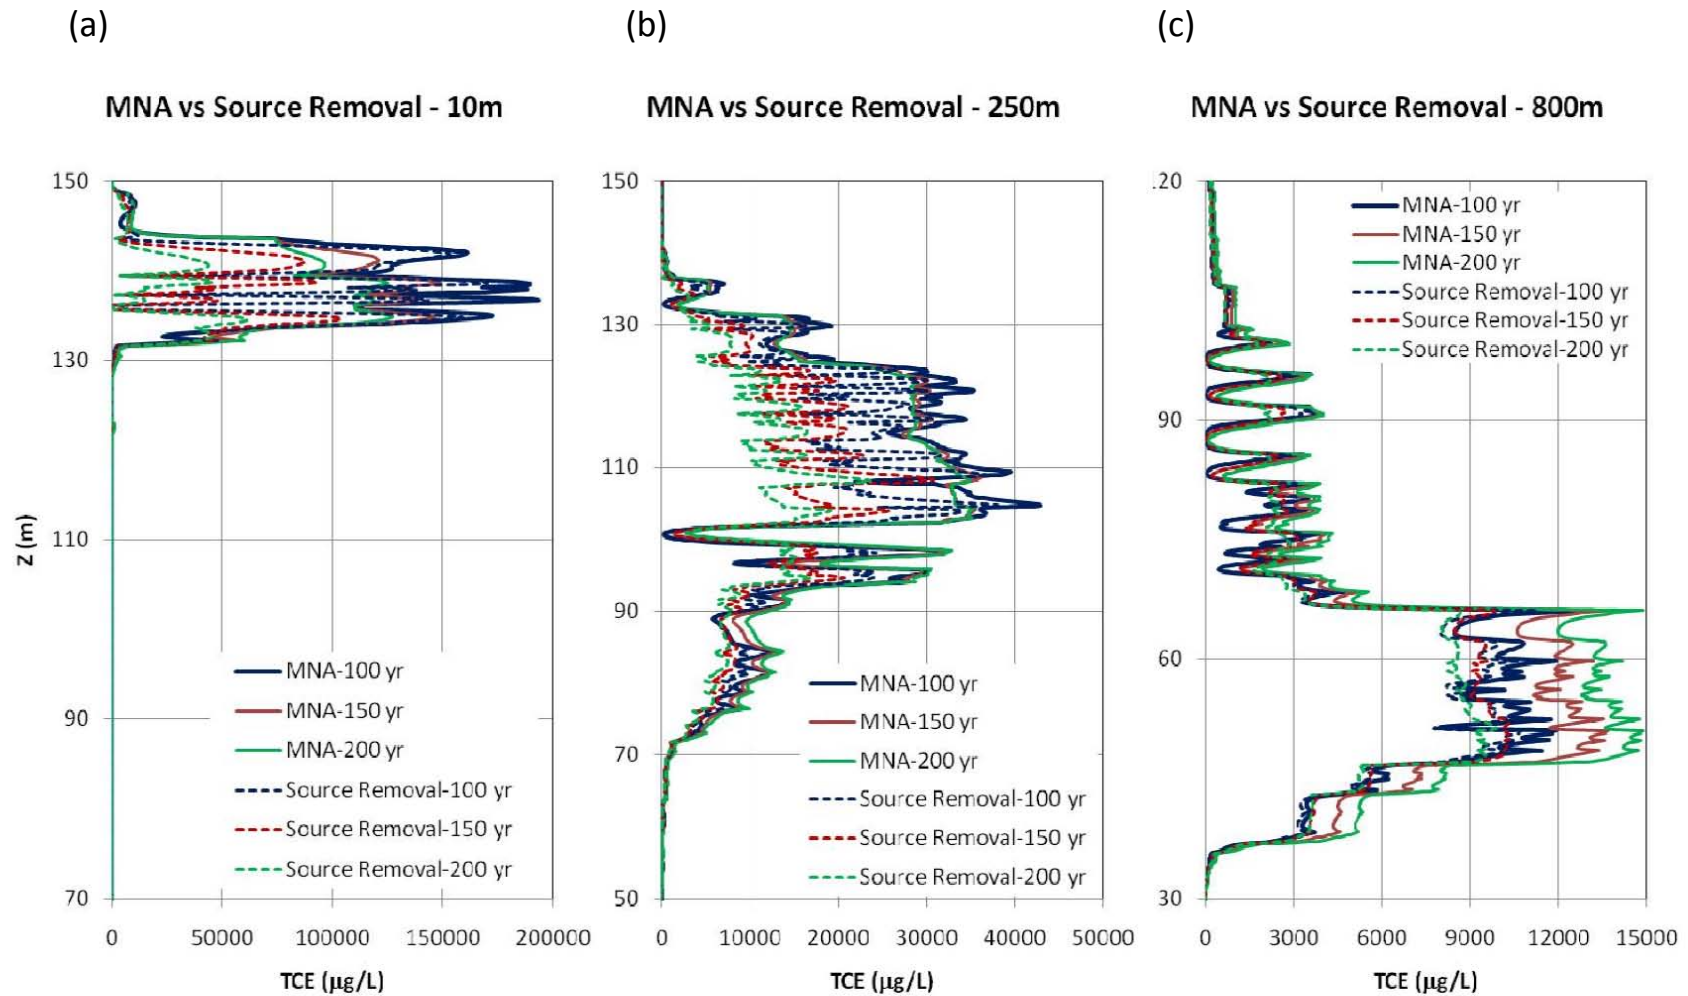 (a)
(b)
(c)
MNA vs Source Removal - 10m
MNA vs Source Removal - 250m
MNA vs Source Removal - 800m
Z (m)
150
130
110
90
70
0
50000
100000
150000
200000
TCE (µg/L)
MNA-100 yr
MNA-150 yr
MNA-200 yr
Source Removal-100 yr
Source Removal-150 yr
Source Removal-200 yr
150
130
110
90
70
50
0
10000
20000
30000
40000
50000
TCE (µg/L)
MNA-100 yr
MNA-150 yr
MNA-200 yr
Source Removal-100 yr
Source Removal-150 yr
Source Removal-200 yr
.20
90
60
30
0
3000
6000
9000
12000
15000
TCE (µg/L)
MNA-100 yr
MNA-150 yr
MNA-200 yr
Source Removal-100 yr
Source Removal-150 yr
Source Removal-200 yr